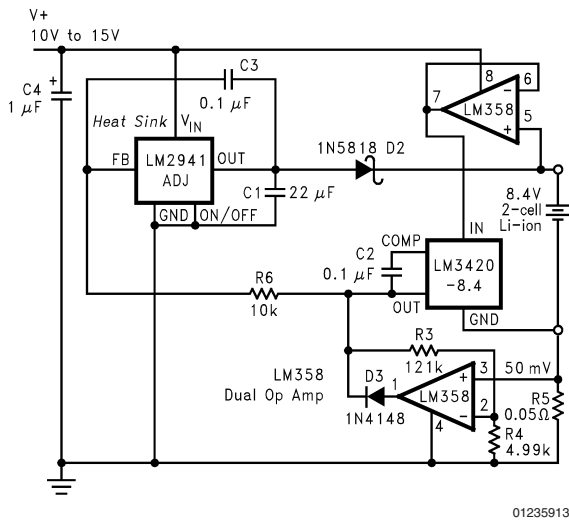 V+
10V to 15V
C4
+
1 μF
C3
0.1 μF
Heat Sink
VIN
FB
LM2941
ADJ
OUT
GND
ON/OFF
C1
22 μF
1N5818 D2
8
6
7
LM358
−
+
5
8.4V
2-cell
Li-ion
IN
COMP
C2
0.1 μF
LM3420
-8.4
OUT
GND
R6
10k
R3
121k
LM358
Dual Op Amp
D3
1N4148
1
+
3
50 mV
LM358
−
2
4
R5
0.05Ω
R4
4.99k
01235913